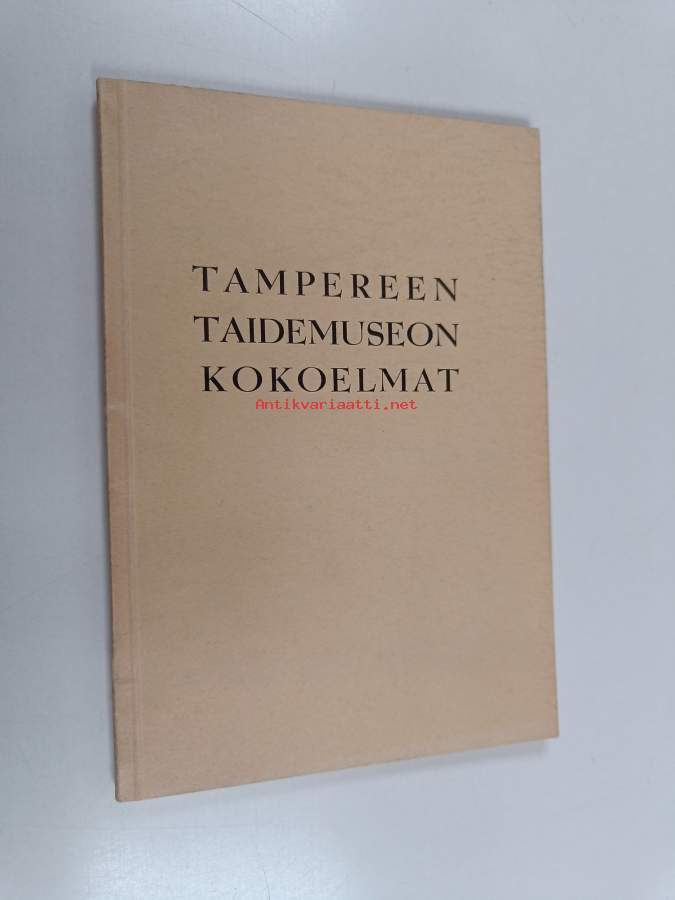 TAMPEREEN
TAIDEMUSEON
KOKOELMAT
Antikvariaatti.net